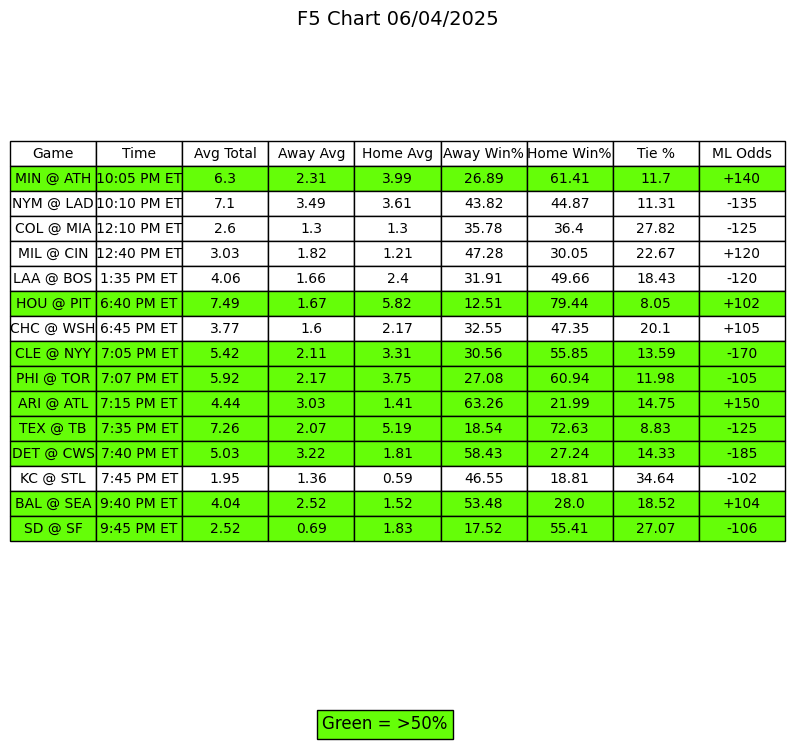 F5 Chart 06/04/2025
Game Time Avg Total Away Avg Home Avg Away Win% Home Win% Tie % ML Odds
MIN @ ATH 10:05 PM ET 6.3 2.31 3.99 26.89 61.41 11.7 +140
NYM @ LAD 10:10 PM ET 7.1 3.49 3.61 43.82 44.87 11.31 -135
COL @ MIA 12:10 PM ET 2.6 1.3 1.3 35.78 36.4 27.82 -125
MIL @ CIN 12:40 PM ET 3.03 1.82 1.21 47.28 30.05 22.67 +120
LAA @ BOS 1:35 PM ET 4.06 1.66 2.4 31.91 49.66 18.43 -120
HOU @ PIT 6:40 PM ET 7.49 1.67 5.82 12.51 79.44 8.05 +102
CHC @ WSH 6:45 PM ET 3.77 1.6 2.17 32.55 47.35 20.1 +105
CLE @ NYY 7:05 PM ET 5.42 2.11 3.31 30.56 55.85 13.59 -170
PHI @ TOR 7:07 PM ET 5.92 2.17 3.75 27.08 60.94 11.98 -105
ARI @ ATL 7:15 PM ET 4.44 3.03 1.41 63.26 21.99 14.75 +150
TEX @ TB 7:35 PM ET 7.26 2.07 5.19 18.54 72.63 8.83 -125
DET @ CWS 7:40 PM ET 5.03 3.22 1.81 58.43 27.24 14.33 -185
KC @ STL 7:45 PM ET 1.95 1.36 0.59 46.55 18.81 34.64 -102
BAL @ SEA 9:40 PM ET 4.04 2.52 1.52 53.48 28.0 18.52 +104
SD @ SF 9:45 PM ET 2.52 0.69 1.83 17.52 55.41 27.07 -106
Green = >50%